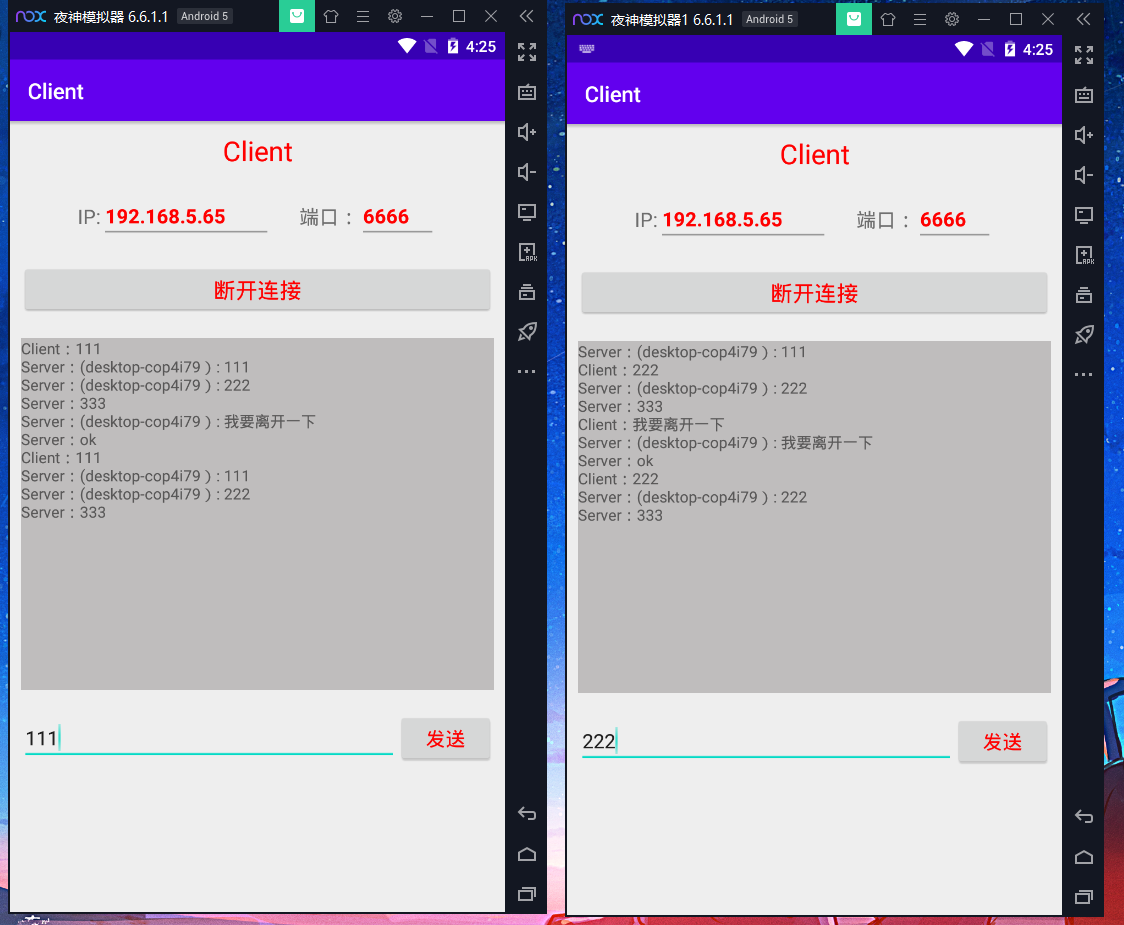 nox 夜神模拟器 6.6.1.1 Android 5
4:25
Client
Client
IP: 192.168.5.65 端口： 6666
断开连接
Client：111
Server：(desktop-cop4i79 ) : 111
Server：(desktop-cop4i79 ) : 222
Server：333
Server：(desktop-cop4i79 ) : 我要离开一下
Server：ok
Client：111
Server：(desktop-cop4i79 ) : 111
Server：(desktop-cop4i79 ) : 222
Server：333
111 发送
nox 夜神模拟器1 6.6.1.1 Android 5
4:25
Client
Client
IP: 192.168.5.65 端口： 6666
断开连接
Server：(desktop-cop4i79 ) : 111
Client：222
Server：(desktop-cop4i79 ) : 222
Server：333
Client：我要离开一下
Server：(desktop-cop4i79 ) : 我要离开一下
Server：ok
Client：222
Server：(desktop-cop4i79 ) : 222
Server：333
222 发送